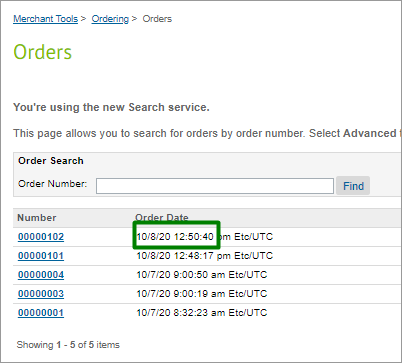 Merchant Tools > Ordering > Orders
Orders
You're using the new Search service.
This page allows you to search for orders by order number. Select Advanced
Order Search
Order Number: Find
Number Order Date
00000102 10/8/20 12:50:40 pm Etc/UTC
00000101 10/8/20 12:48:17 pm Etc/UTC
00000004 10/7/20 9:00:50 am Etc/UTC
00000003 10/7/20 9:00:19 am Etc/UTC
00000001 10/7/20 8:32:23 am Etc/UTC
Showing 1 - 5 of 5 items